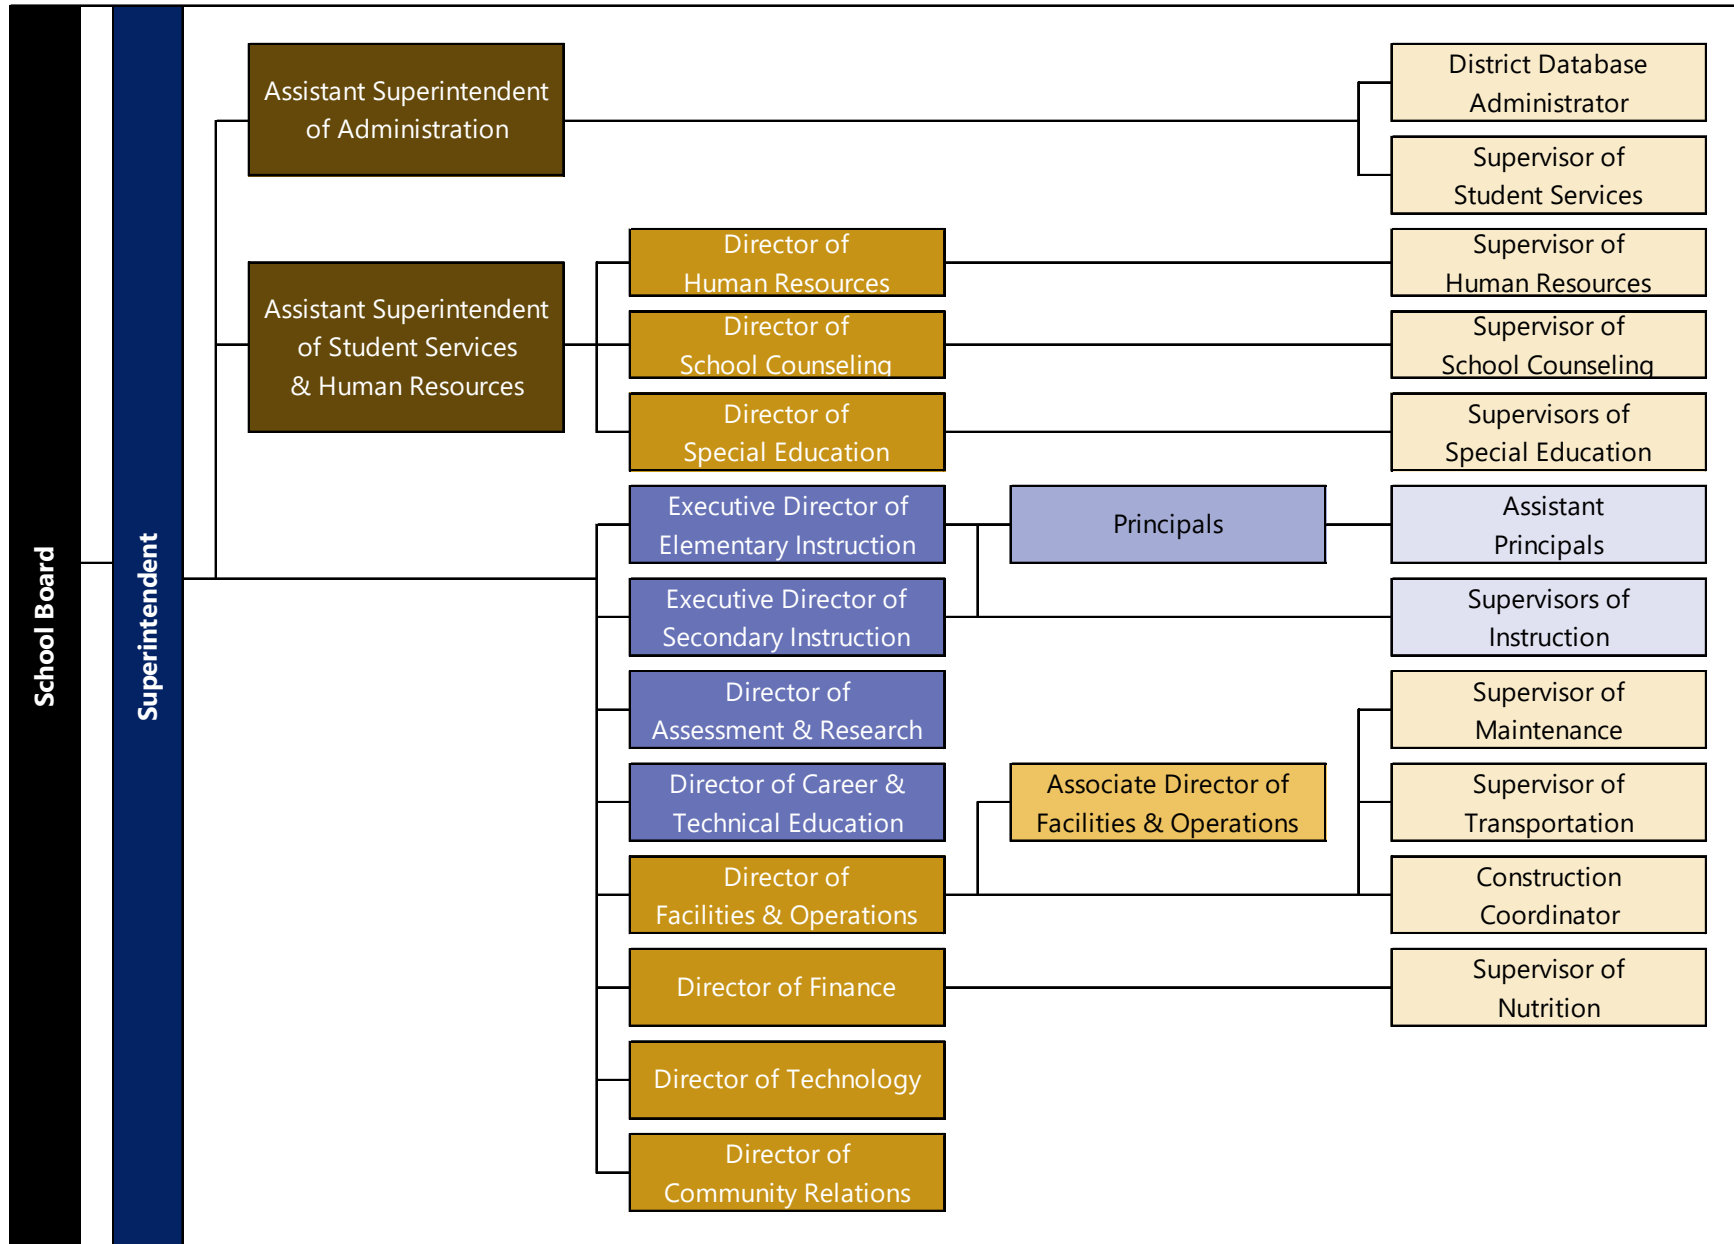 School Board
Superintendent
Assistant Superintendent
of Administration
District Database
Administrator
Supervisor of
Student Services
Assistant Superintendent
of Student Services
& Human Resources
Director of
Human Resources
Supervisor of
Human Resources
Director of
School Counseling
Supervisor of
School Counseling
Director of
Special Education
Supervisors of
Special Education
Executive Director of
Elementary Instruction
Principals
Assistant
Principals
Executive Director of
Secondary Instruction
Supervisors of
Instruction
Director of
Assessment & Research
Supervisor of
Maintenance
Director of Career &
Technical Education
Associate Director of
Facilities & Operations
Supervisor of
Transportation
Director of
Facilities & Operations
Construction
Coordinator
Director of Finance
Supervisor of
Nutrition
Director of Technology
Director of
Community Relations